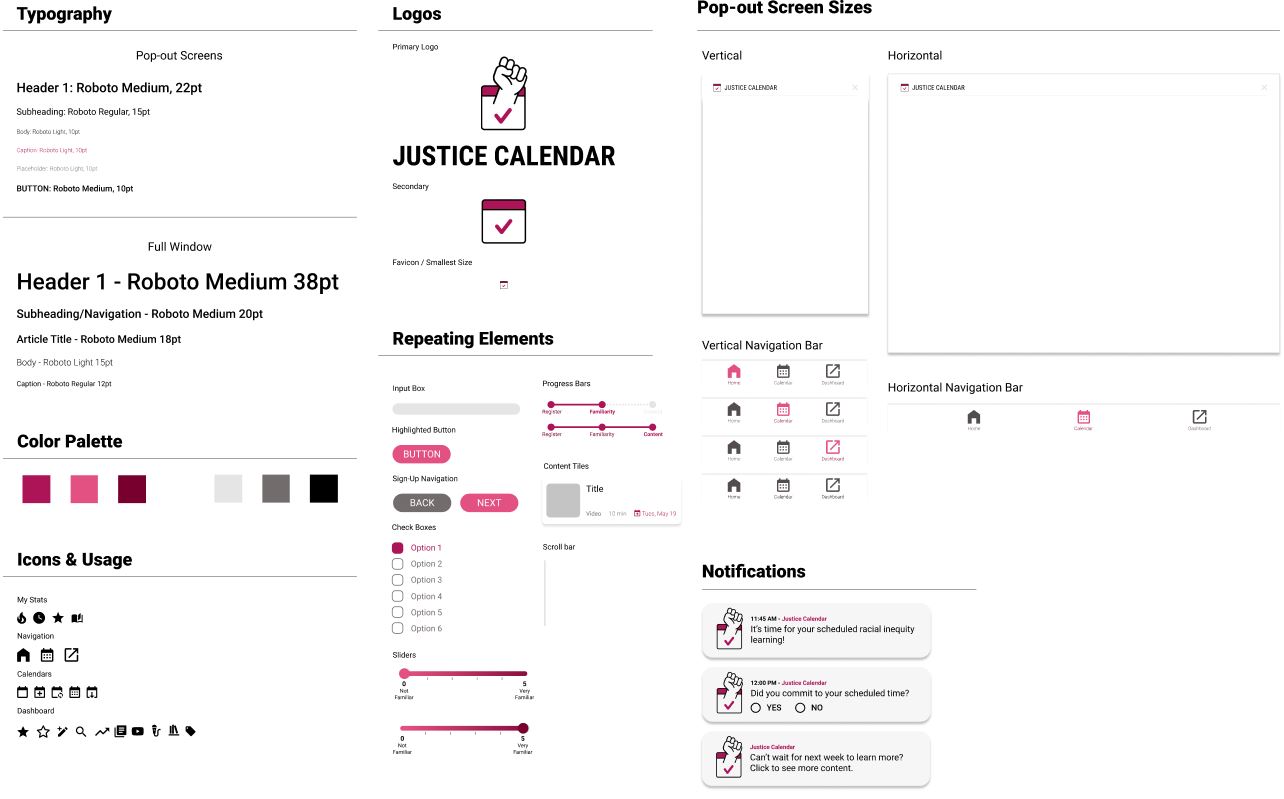 Typography
Pop-out Screens
Header 1: Roboto Medium, 22pt
Subheading: Roboto Regular, 15pt
Body: Roboto Light, 10pt
Caption: Roboto Light, 10pt
Placeholder: Roboto Light, 10pt
BUTTON: Roboto Medium, 10pt
Full Window
Header 1 - Roboto Medium 38pt
Subheading/Navigation - Roboto Medium 20pt
Article Title - Roboto Medium 18pt
Body - Roboto Light 15pt
Caption - Roboto Regular 12pt
Color Palette
Icons & Usage
My Stats
Navigation
Calendars
Dashboard
Logos
Primary Logo
JUSTICE CALENDAR
Secondary
Favicon / Smallest Size
Repeating Elements
Input Box
Highlighted Button
BUTTON
Sign-Up Navigation
BACK NEXT
Check Boxes
Option 1
Option 2
Option 3
Option 4
Option 5
Option 6
Sliders
0 5
Not Very
Familiar Familiar
0 5
Not Very
Familiar Familiar
Progress Bars
Register Familiarity
Register Familiarity Content
Content Tiles
Title
Video 10 min Tues, May 19
Scroll bar
Pop-out Screen Sizes
Vertical
JUSTICE CALENDAR
Horizontal
JUSTICE CALENDAR
Vertical Navigation Bar
Home Calendar Dashboard
Home Calendar Dashboard
Home Calendar Dashboard
Home Calendar Dashboard
Horizontal Navigation Bar
Home Calendar Dashboard
Notifications
11:45 AM - Justice Calendar
It's time for your scheduled racial inequity
learning!
12:00 PM - Justice Calendar
Did you commit to your scheduled time?
YES NO
Justice Calendar
Can't wait for next week to learn more?
Click to see more content.